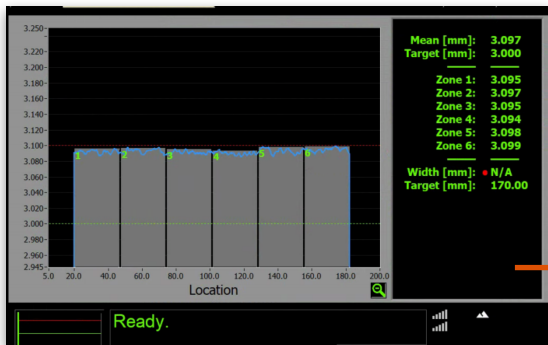 3.250
3.220
3.200
3.180
3.160
3.140
3.120
3.100
3.080
3.060
3.040
3.020
3.000
2.980
2.960
2.945
1
2
3
4
5
6
5.0 20.0 40.0 60.0 80.0 100.0 120.0 140.0 160.0 180.0 200.0
Location
Mean [mm]: 3.097
Target [mm]: 3.000
Zone 1: 3.095
Zone 2: 3.097
Zone 3: 3.095
Zone 4: 3.094
Zone 5: 3.098
Zone 6: 3.099
Width [mm]: N/A
Target [mm]: 170.00
Ready.